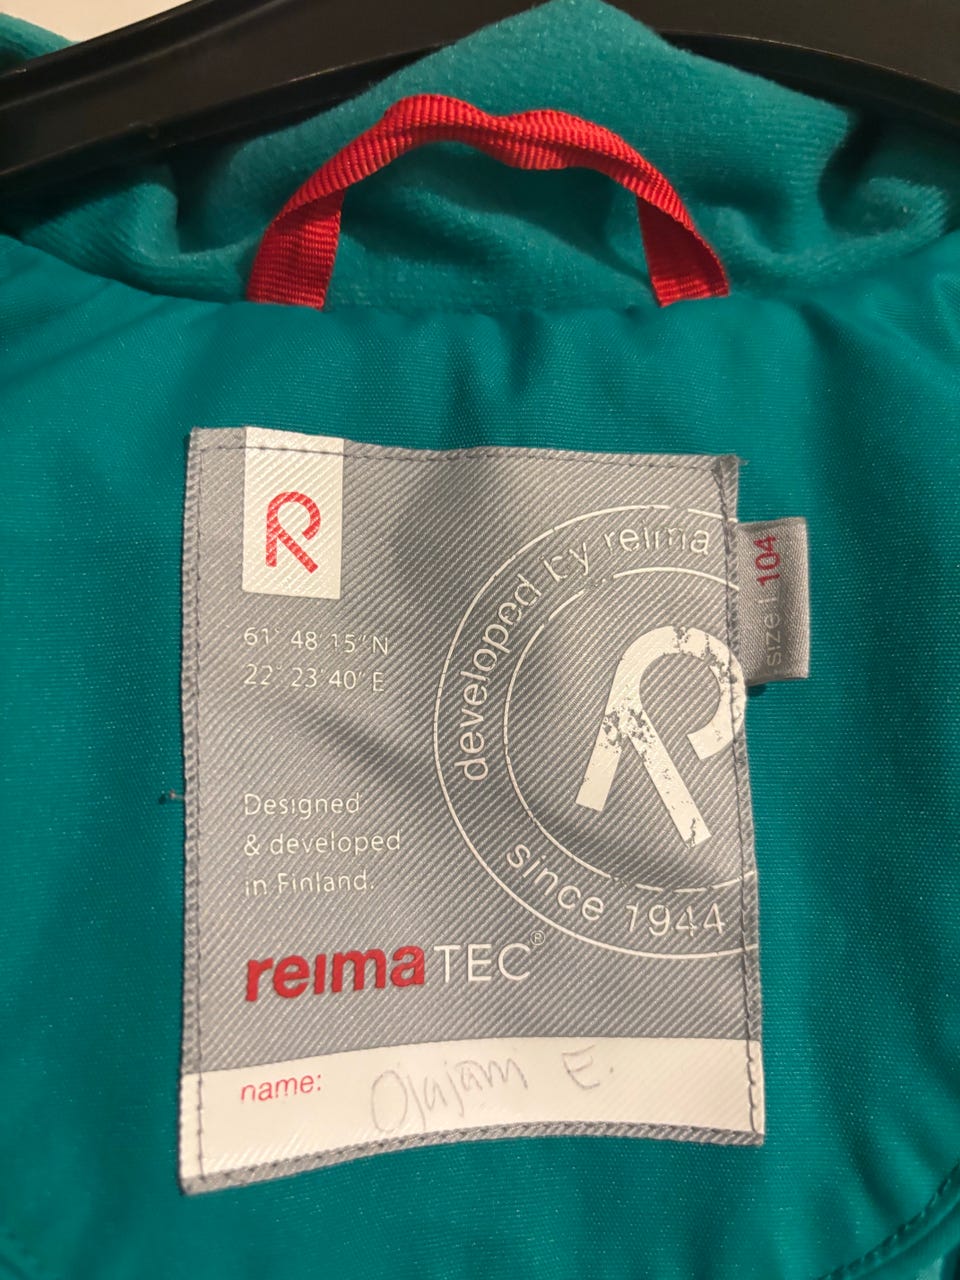 R
61° 48′ 15″ N
22° 23′ 40″ E
Designed
& developed
in Finland.
developed by reima
since 1944
size 104
reimaTEC®
name: E.